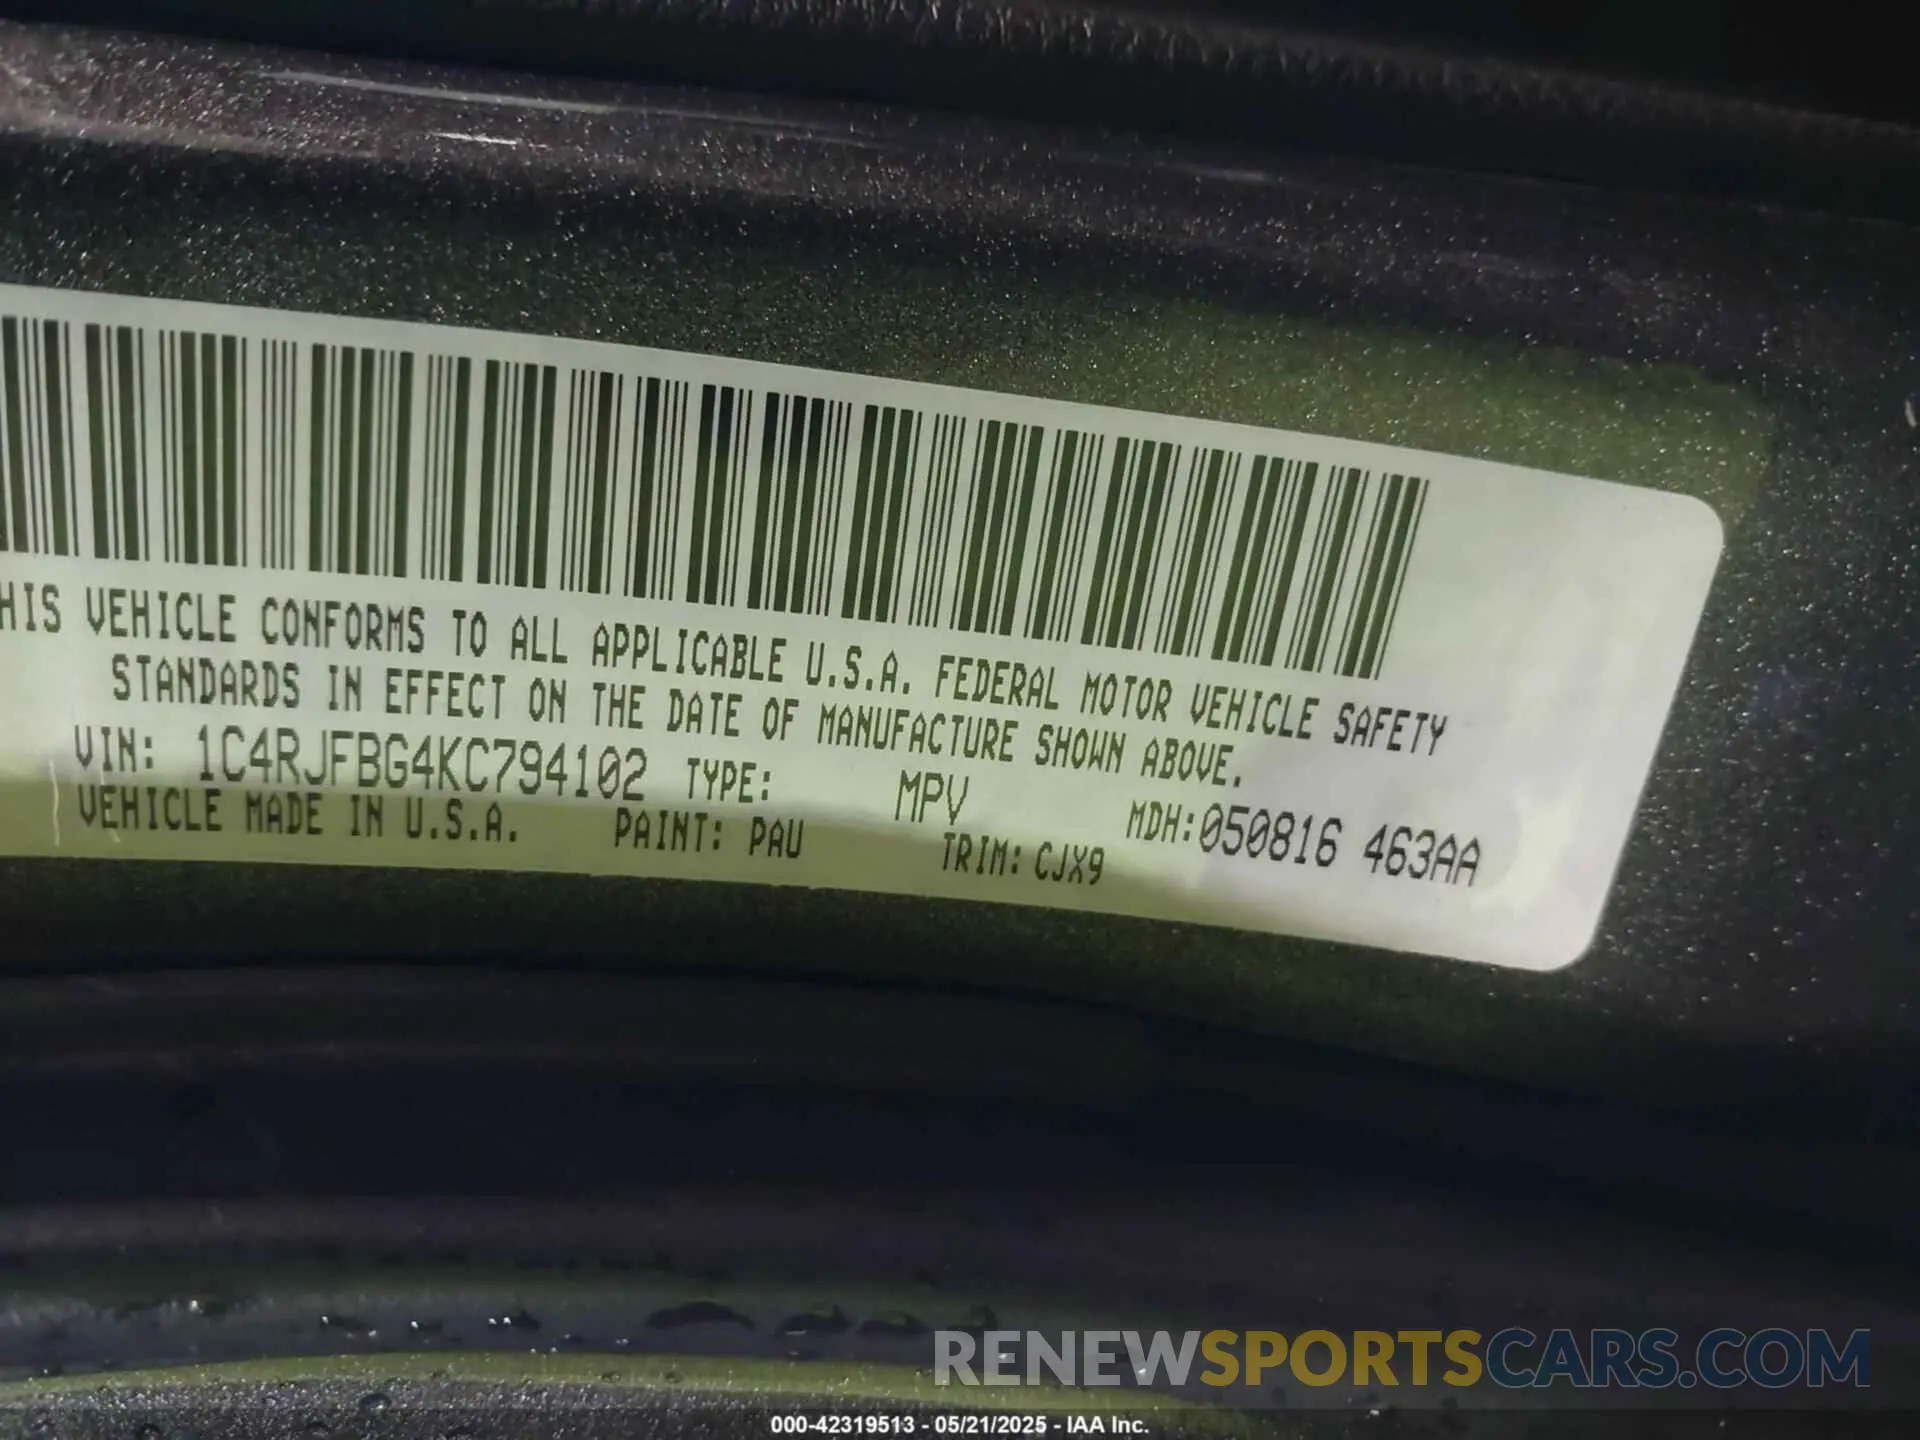 HIS VEHICLE CONFORMS TO ALL APPLICABLE U.S.A. FEDERAL MOTOR VEHICLE SAFETY
STANDARDS IN EFFECT ON THE DATE OF MANUFACTURE SHOWN ABOVE.
VIN: 1C4RJFBG4KC794102 TYPE: MPV MDH:050816 463AA
VEHICLE MADE IN U.S.A. PAINT: PAU TRIM: CJX9
RENEWSPORTSCARS.COM
000-42319513 - 05/21/2025 - IAA Inc.